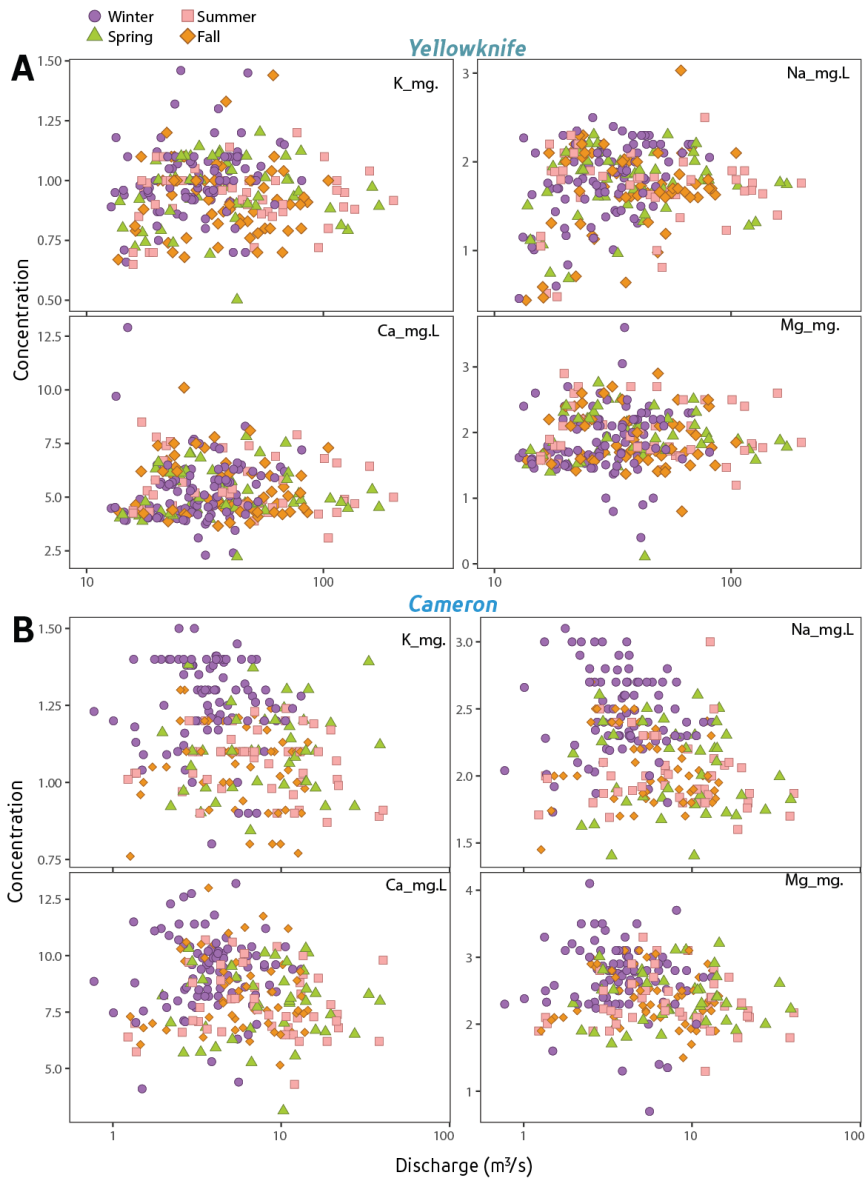 Winter Summer
Spring Fall
Yellowknife
A
K_mg.
Na_mg.L
1.50
1.25
1.00
0.75
0.50
3
2
1
Ca_mg.L
Mg_mg.
12.5
10.0
7.5
5.0
2.5
3
2
1
0
10 100 10 100
Concentration
Cameron
B
K_mg.
Na_mg.L
1.50
1.25
1.00
0.75
3.0
2.5
2.0
1.5
Ca_mg.L
Mg_mg.
12.5
10.0
7.5
5.0
4
3
2
1
1 10 100 1 10 100
Concentration
Discharge (m³/s)